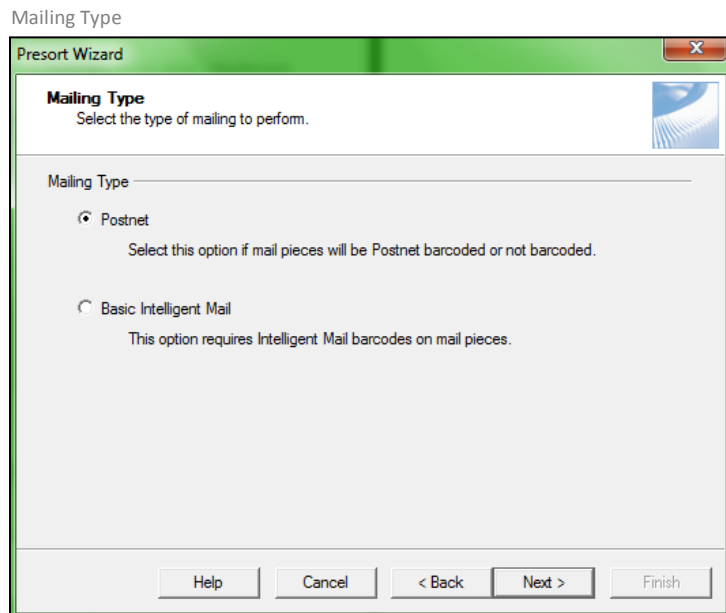 Mailing Type
Presort Wizard
Mailing Type
Select the type of mailing to perform.
Mailing Type
Postnet
Select this option if mail pieces will be Postnet barcoded or not barcoded.
Basic Intelligent Mail
This option requires Intelligent Mail barcodes on mail pieces.
Help Cancel < Back Next > Finish